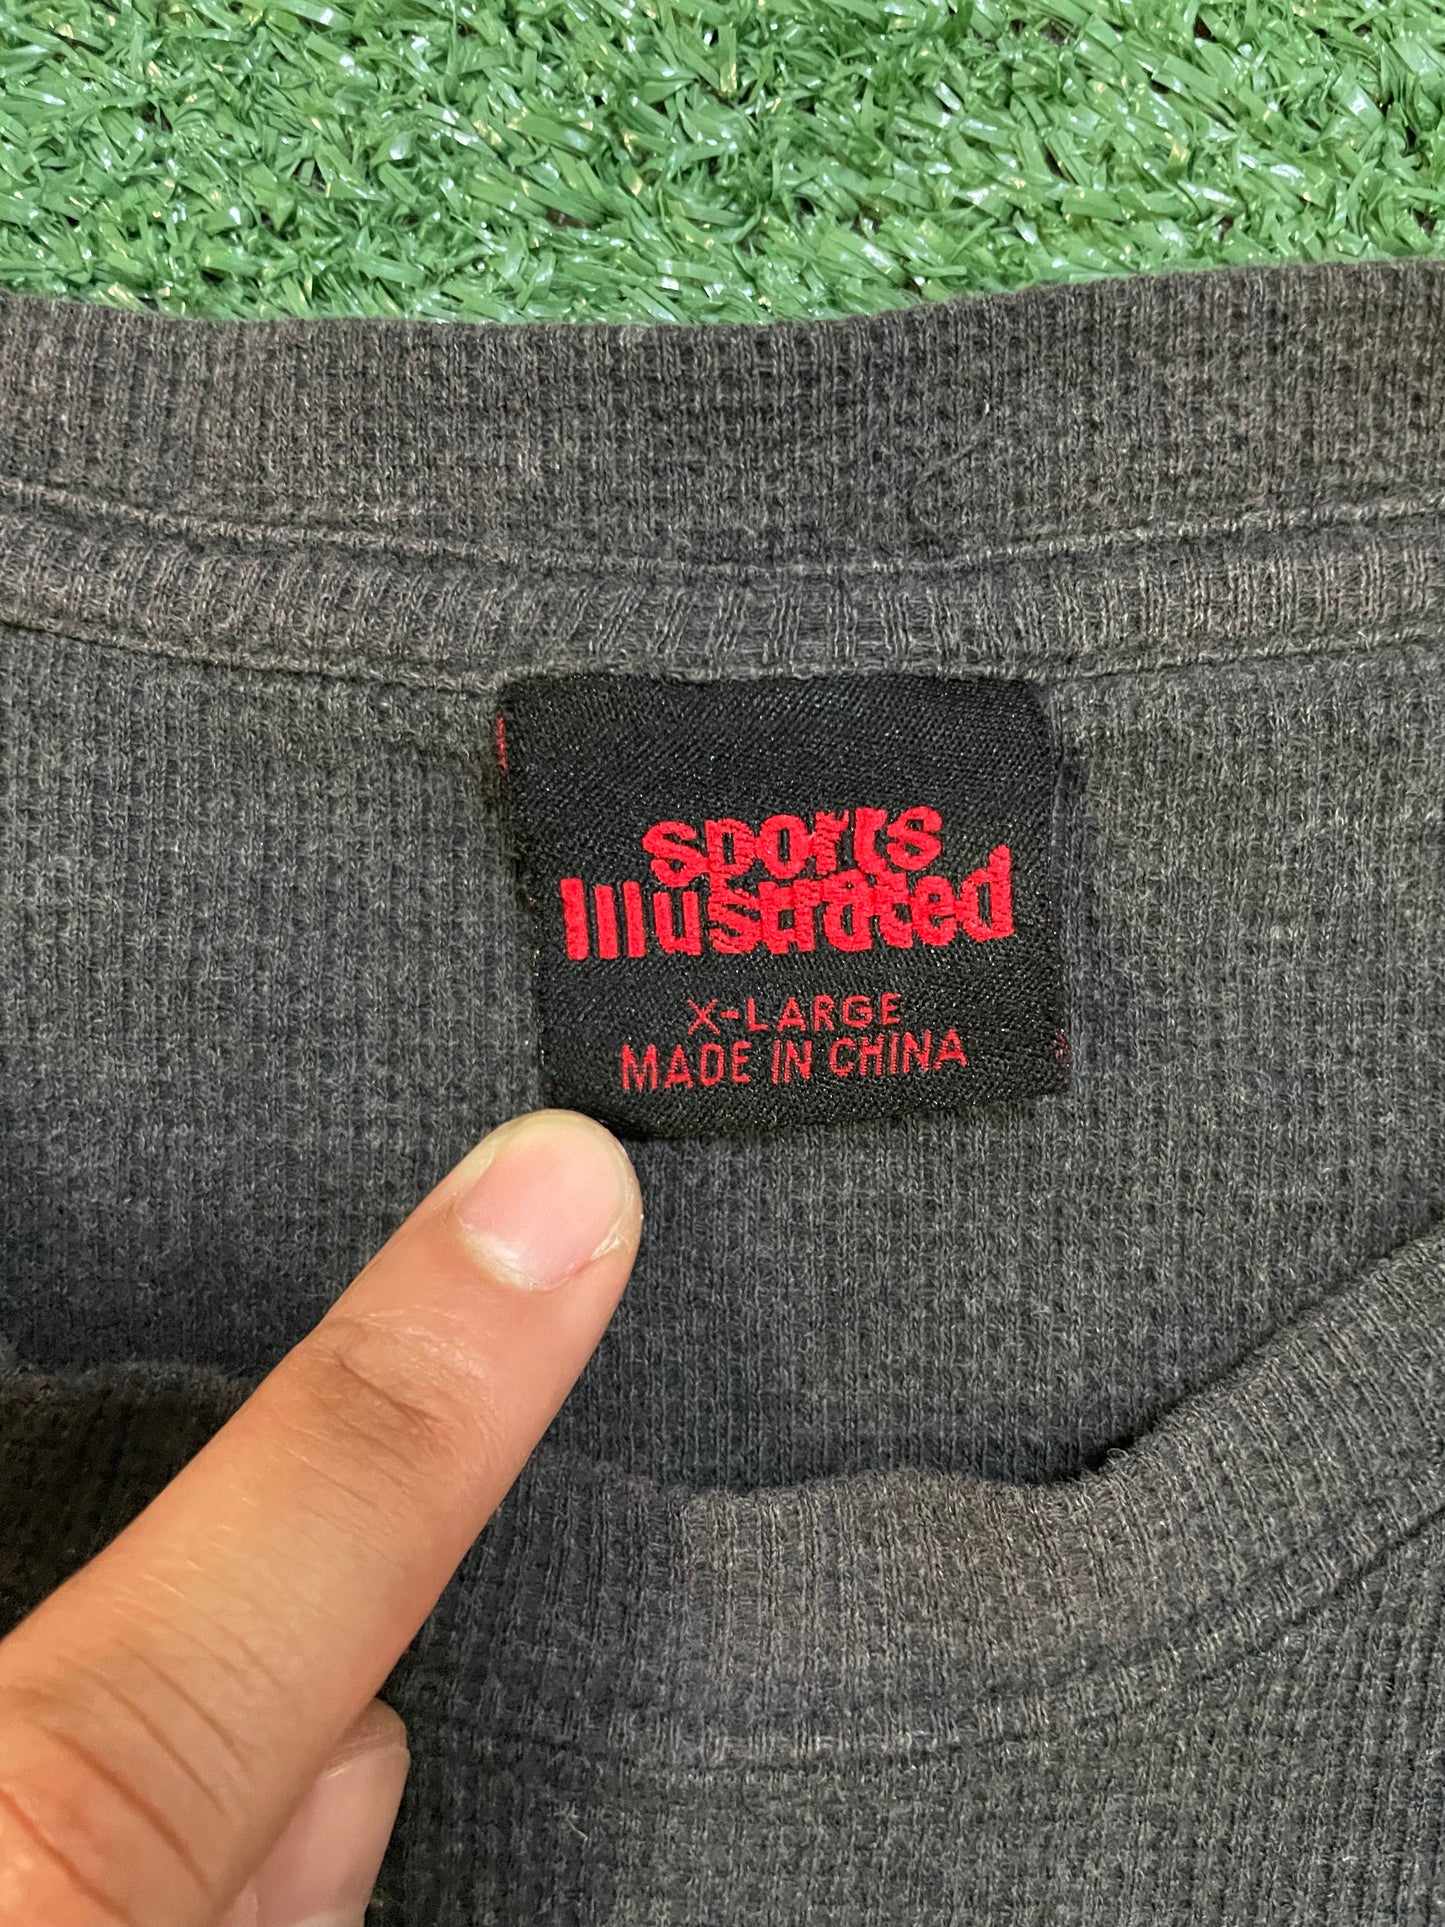 Sports
Illustrated
X-LARGE
MADE IN CHINA